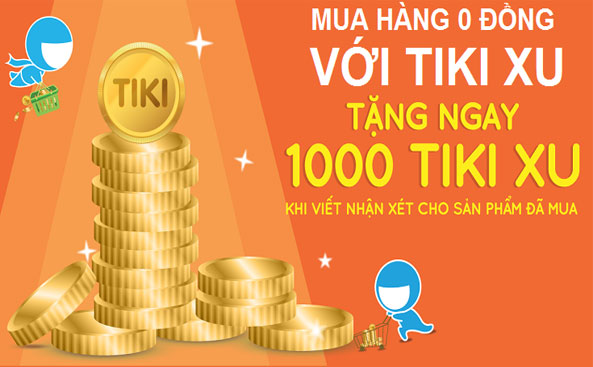 MUA HÀNG 0 ĐỒNG
VỚI TIKI XU
TẶNG NGAY
1000 TIKI XU
KHI VIẾT NHẬN XÉT CHO SẢN PHẨM ĐÃ MUA
TIKI